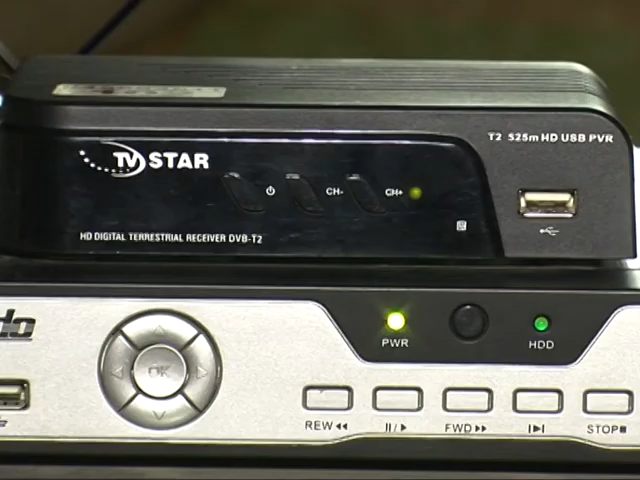 T2 525m HD USB PVR
TV STAR
CH-
CH+
HD DIGITAL TERRESTRIAL RECEIVER DVB-T2
do
PWR
HDD
OK
REW
FWD
STOP